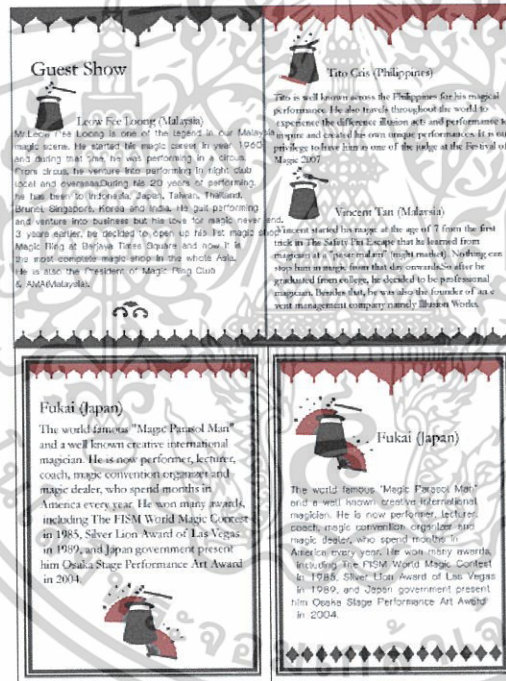 Guest Show
Leow Fee Loong (Malaysia)
Mr.Leow Fee Loong is one of the legend in our Malaysia
magic scene. He started his magic career in year 1960
and during that time, he was performing in a circus.
From circus, he venture into performing in night club
local and overseas.During his 20 years of performing,
he has been to Indonesia, Japan, Taiwan, Thailand,
Brunei, Singapore, Korea and India. He quit performing
and venture into business but his love for magic never end.
3 years earlier, he decided to open up his 1st magic shop
Magic Ring at Berjaya Times Square and now it is
the most complete magic shop in the whole Asia.
He is also the President of Magic Ring Club
& AMA(Malaysia).
Tito Cris (Philippines)
Tito is well known across the Philippines for his magical
performance. He also travels throughout the world to
experience the difference illusion acts and performance to
inspire and created his own unique performances. It is our
privilege to have him as one of the judge at the Festival of
Magic 2007
Vincent Tan (Malaysia)
Vincent started his magic at the age of 7 from the first
trick in The Safety Pin Escape that he learned from
magician at a "pasar malam" (night market). Nothing can
stop him in magic from that day onwards.So after he
graduated from college, he decided to be professional
magician. Besides that, he was also the founder of an e
vent management company namely Illusion Works.
Fukai (Japan)
The world famous "Magic Parasol Man"
and a well known creative international
magician. He is now performer, lecturer,
coach, magic convention organizer and
magic dealer, who spend months in
America every year. He won many awards,
including The FISM World Magic Contest
in 1985, Silver Lion Award of Las Vegas
in 1989, and Japan government present
him Osaka Stage Performance Art Award
in 2004.
Fukai (Japan)
The world famous "Magic Parasol Man"
and a well known creative international
magician. He is now performer, lecturer,
coach, magic convention organizer and
magic dealer, who spend months in
America every year. He won many awards,
including The FISM World Magic Contest
in 1985, Silver Lion Award of Las Vegas
in 1989, and Japan government present
him Osaka Stage Performance Art Award
in 2004.